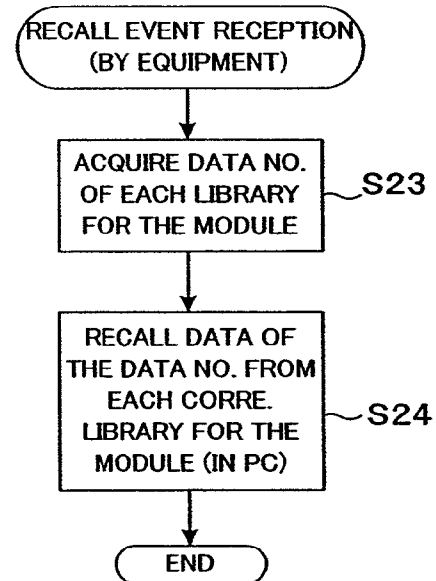 RECALL EVENT RECEPTION
(BY EQUIPMENT)
ACQUIRE DATA NO.
OF EACH LIBRARY
FOR THE MODULE
S23
RECALL DATA OF
THE DATA NO. FROM
EACH CORRE.
LIBRARY FOR THE
MODULE (IN PC)
S24
END